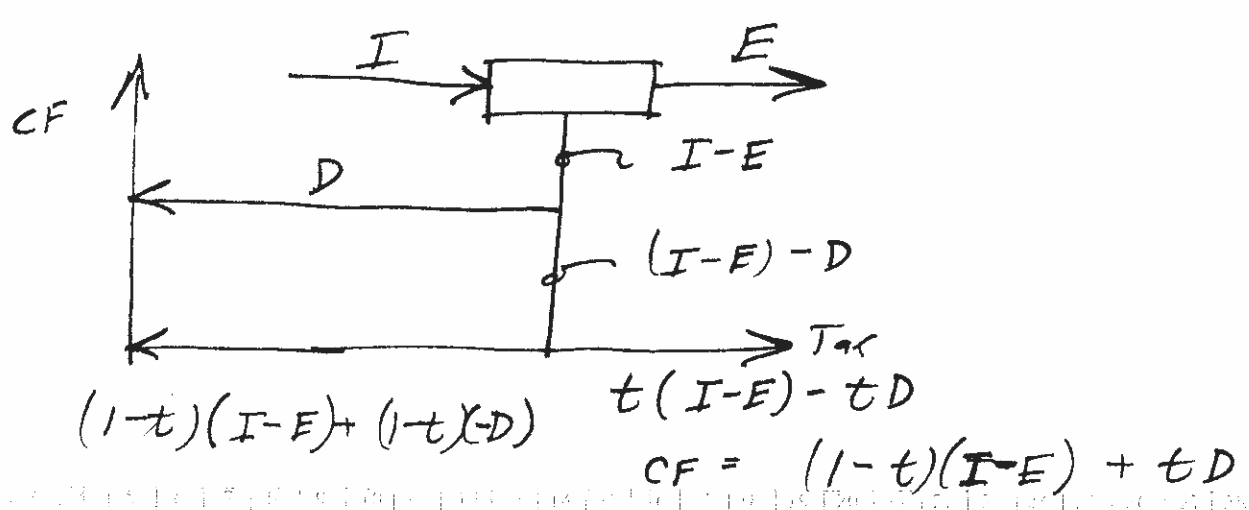 I
E
CF
I-E
D
(I-E)-D
Tax
(1-t)(I-E)+(1-t)(-D)
t(I-E)-tD
CF = (1-t)(I-E) + tD